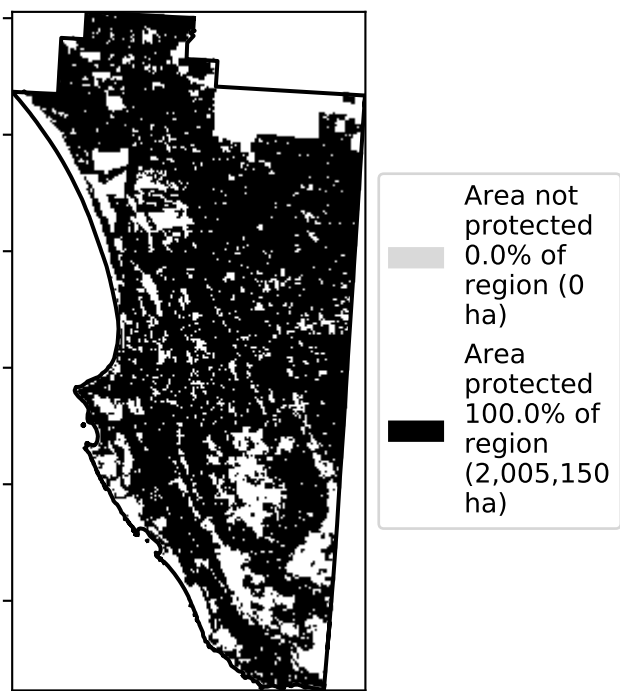 Area not
protected
0.0% of
region (0
ha)
Area
protected
100.0% of
region
(2,005,150
ha)